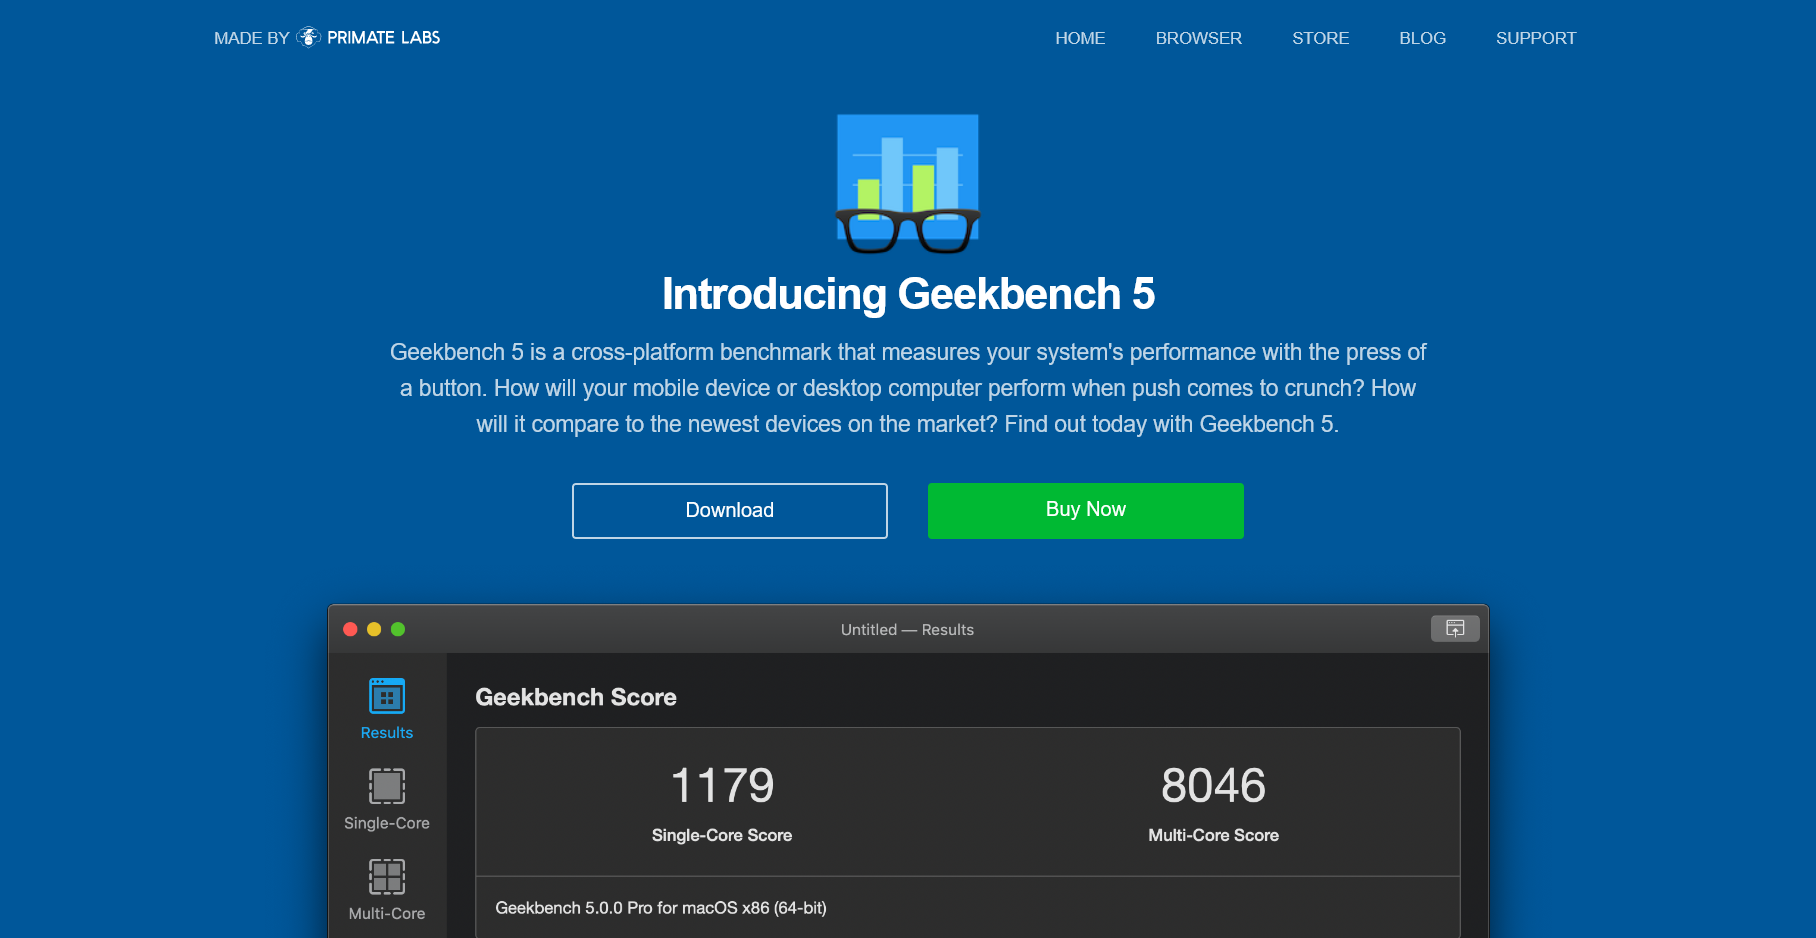 MADE BY PRIMATE LABS
HOME BROWSER STORE BLOG SUPPORT
Introducing Geekbench 5
Geekbench 5 is a cross-platform benchmark that measures your system's performance with the press of
a button. How will your mobile device or desktop computer perform when push comes to crunch? How
will it compare to the newest devices on the market? Find out today with Geekbench 5.
Download
Buy Now
Untitled — Results
Results
Single-Core
Multi-Core
Geekbench Score
1179
Single-Core Score
8046
Multi-Core Score
Geekbench 5.0.0 Pro for macOS x86 (64-bit)